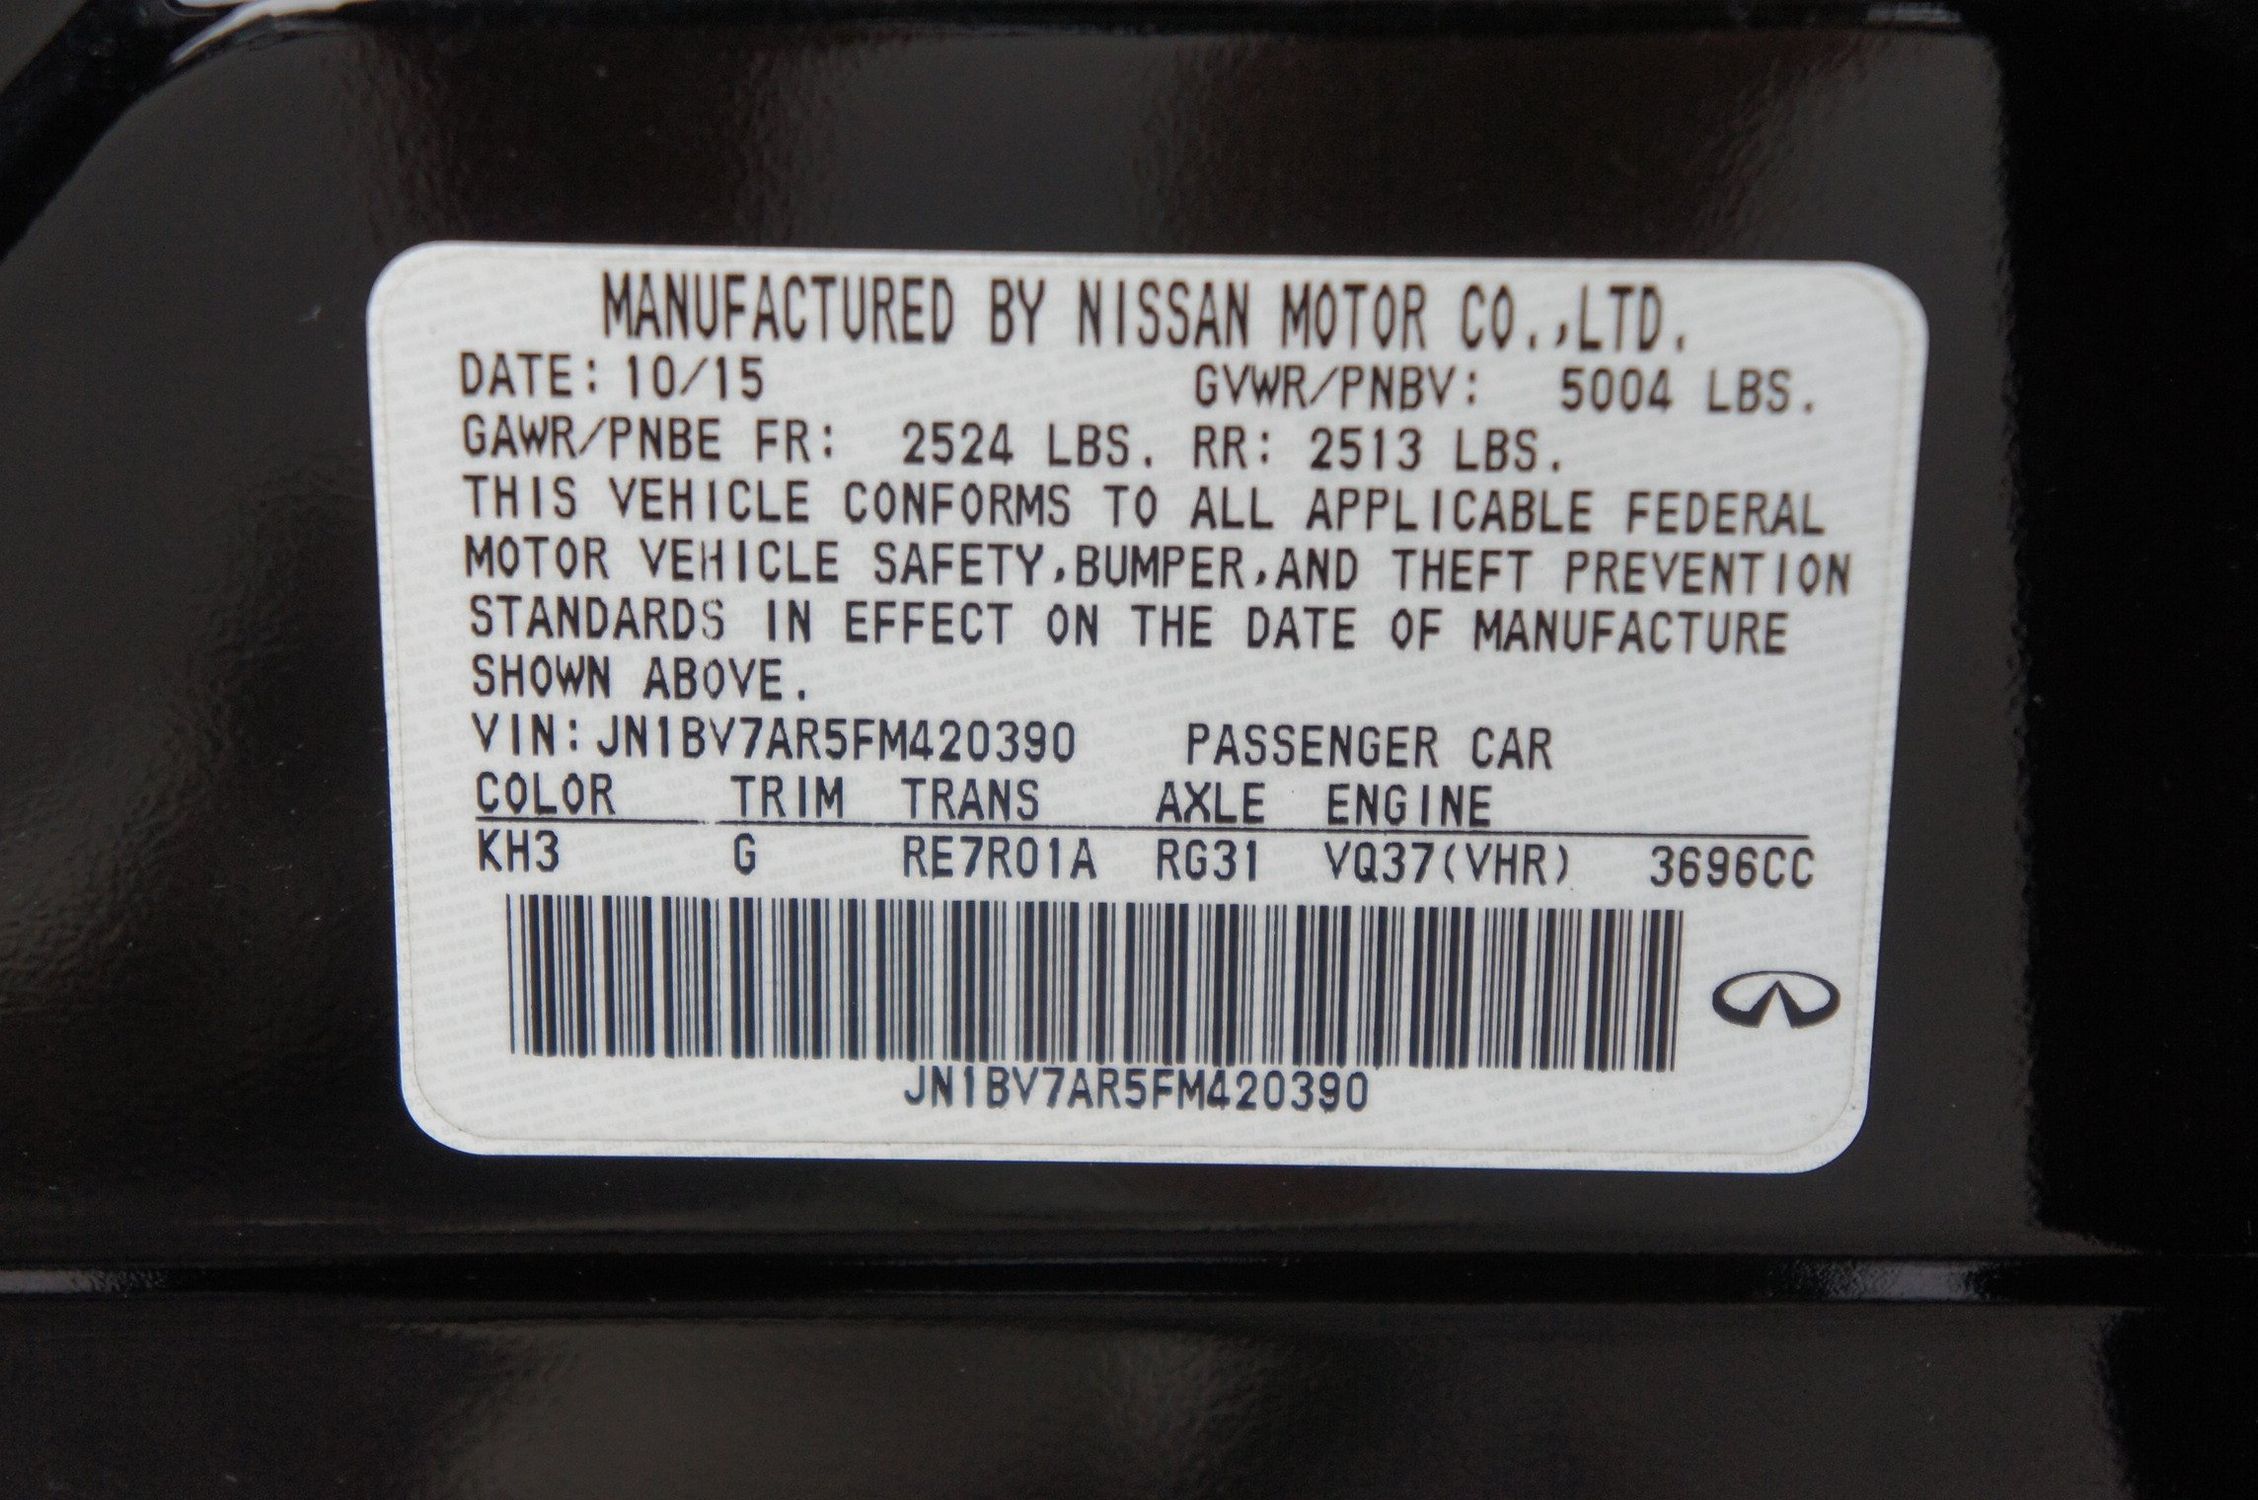 MANUFACTURED BY NISSAN MOTOR CO.,LTD.
DATE: 10/15 GVWR/PNBV: 5004 LBS.
GAWR/PNBE FR: 2524 LBS. RR: 2513 LBS.
THIS VEHICLE CONFORMS TO ALL APPLICABLE FEDERAL
MOTOR VEHICLE SAFETY,BUMPER,AND THEFT PREVENTION
STANDARDS IN EFFECT ON THE DATE OF MANUFACTURE
SHOWN ABOVE.
VIN: JN1BV7AR5FM420390 PASSENGER CAR
COLOR TRIM TRANS AXLE ENGINE
KH3 G RE7R01A RG31 VQ37(VHR) 3696CC
JN1BV7AR5FM420390